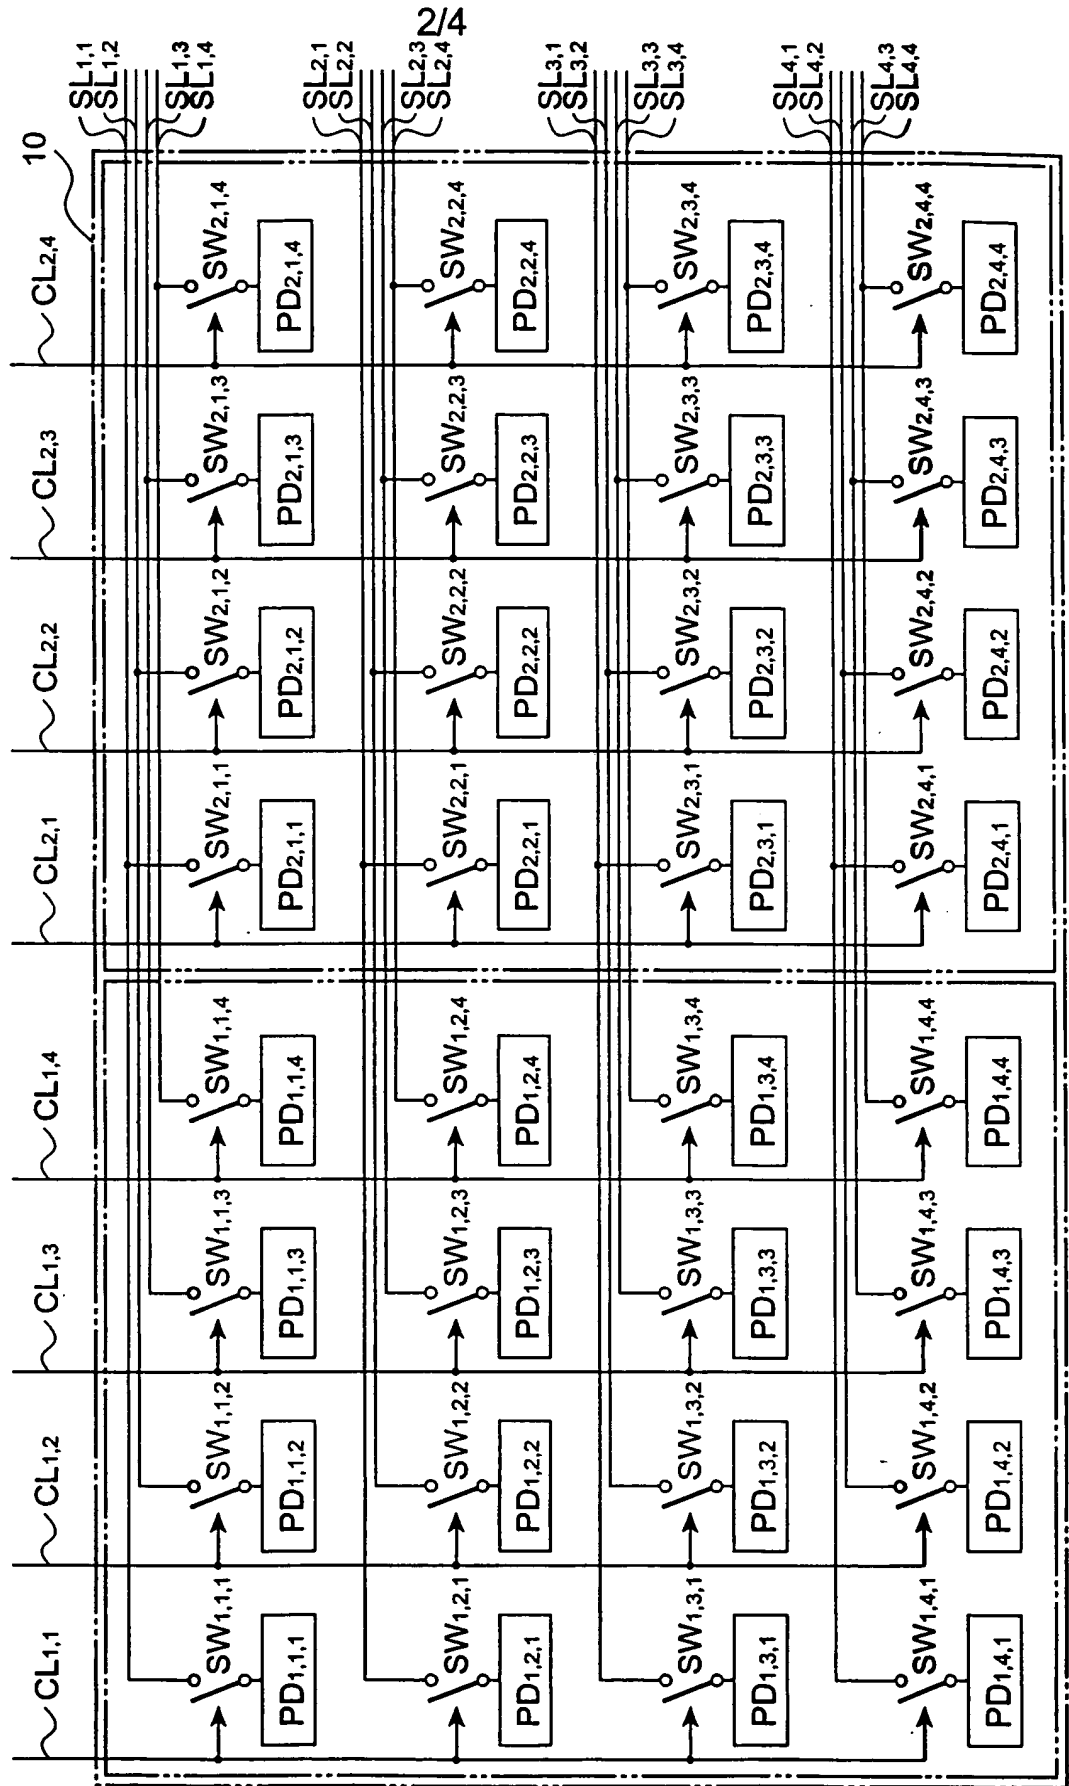 2/4
10
CL1,1
CL1,2
CL1,3
CL1,4
CL2,1
CL2,2
CL2,3
CL2,4
SL1,1
SL1,2
SL1,3
SL1,4
SW1,1,1
SW1,1,2
SW1,1,3
SW1,1,4
SW2,1,1
SW2,1,2
SW2,1,3
SW2,1,4
PD1,1,1
PD1,1,2
PD1,1,3
PD1,1,4
PD2,1,1
PD2,1,2
PD2,1,3
PD2,1,4
SL2,1
SL2,2
SL2,3
SL2,4
SW1,2,1
SW1,2,2
SW1,2,3
SW1,2,4
SW2,2,1
SW2,2,2
SW2,2,3
SW2,2,4
PD1,2,1
PD1,2,2
PD1,2,3
PD1,2,4
PD2,2,1
PD2,2,2
PD2,2,3
PD2,2,4
SL3,1
SL3,2
SL3,3
SL3,4
SW1,3,1
SW1,3,2
SW1,3,3
SW1,3,4
SW2,3,1
SW2,3,2
SW2,3,3
SW2,3,4
PD1,3,1
PD1,3,2
PD1,3,3
PD1,3,4
PD2,3,1
PD2,3,2
PD2,3,3
PD2,3,4
SL4,1
SL4,2
SL4,3
SL4,4
SW1,4,1
SW1,4,2
SW1,4,3
SW1,4,4
SW2,4,1
SW2,4,2
SW2,4,3
SW2,4,4
PD1,4,1
PD1,4,2
PD1,4,3
PD1,4,4
PD2,4,1
PD2,4,2
PD2,4,3
PD2,4,4